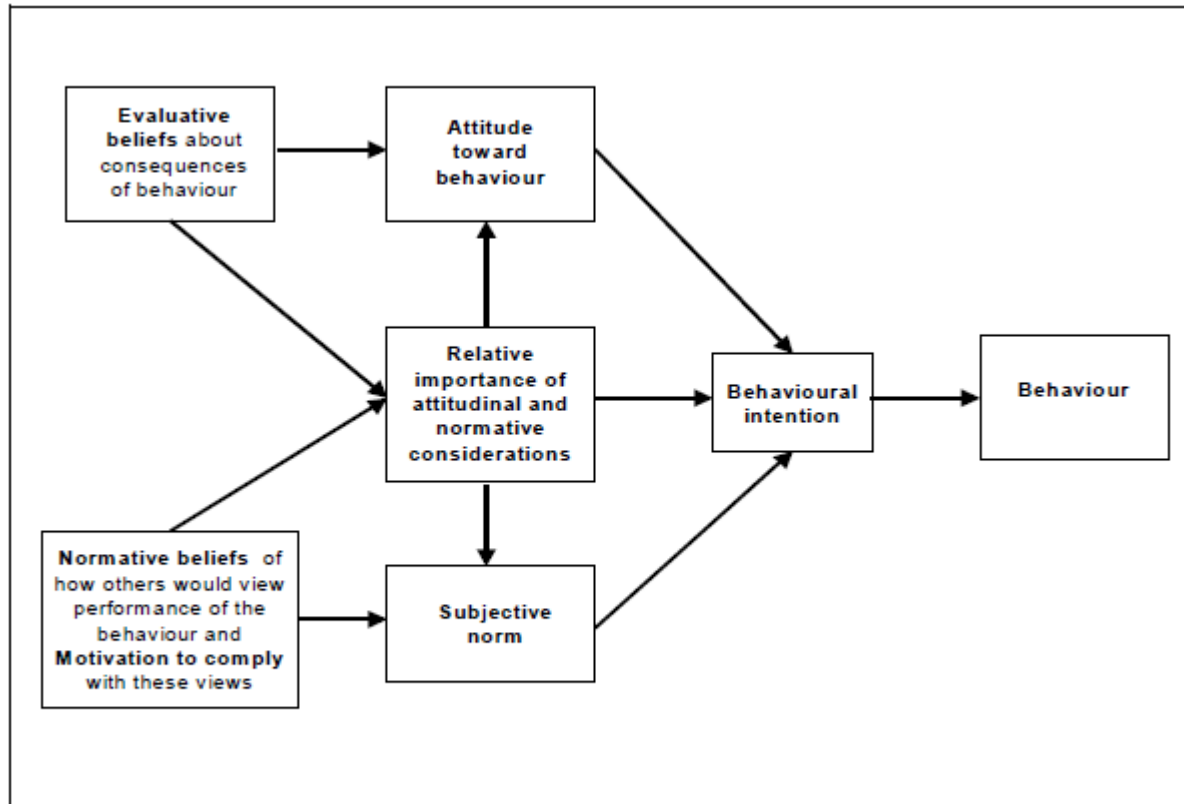 Evaluative
beliefs about
consequences
of behaviour
Attitude
toward
behaviour
Relative
importance of
attitudinal and
normative
considerations
Behavioural
intention
Behaviour
Normative beliefs of
how others would view
performance of the
behaviour and
Motivation to comply
with these views
Subjective
norm